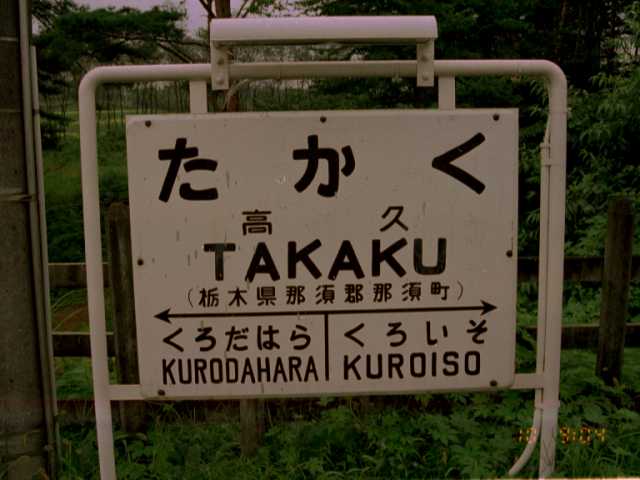 たかく
高久
TAKAKU
(栃木県那須郡那須町)
くろだはら くろいそ
KURODAHARA KUROISO